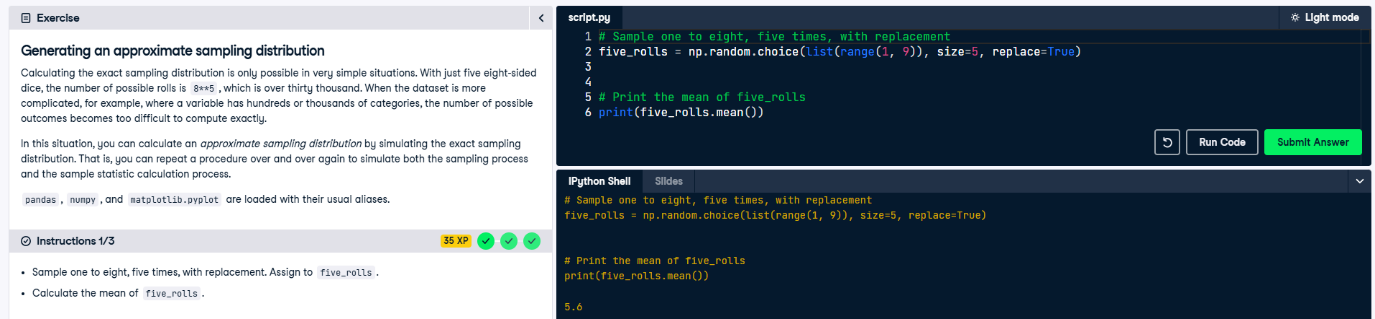 Exercise
Generating an approximate sampling distribution
Calculating the exact sampling distribution is only possible in very simple situations. With just five eight-sided
dice, the number of possible rolls is 8**5, which is over thirty thousand. When the dataset is more
complicated, for example, where a variable has hundreds or thousands of categories, the number of possible
outcomes becomes too difficult to compute exactly.
In this situation, you can calculate an approximate sampling distribution by simulating the exact sampling
distribution. That is, you can repeat a procedure over and over again to simulate both the sampling process
and the sample statistic calculation process.
pandas, numpy, and matplotlib.pyplot are loaded with their usual aliases.
Instructions 1/3
35 XP
• Sample one to eight, five times, with replacement. Assign to five_rolls.
• Calculate the mean of five_rolls.
script.py
Light mode
1 # Sample one to eight, five times, with replacement
2 five_rolls = np.random.choice(list(range(1, 9)), size=5, replace=True)
3
4
5 # Print the mean of five_rolls
6 print(five_rolls.mean())
Run Code
Submit Answer
IPython Shell
Slides
# Sample one to eight, five times, with replacement
five_rolls = np.random.choice(list(range(1, 9)), size=5, replace=True)
# Print the mean of five_rolls
print(five_rolls.mean())
5.6